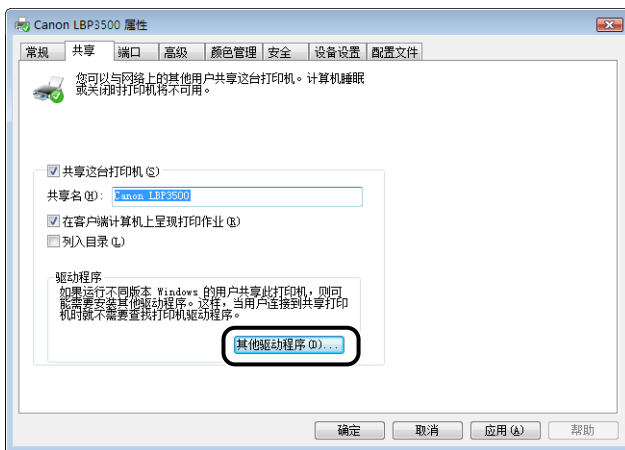 Canon LBP3500 属性
常规 共享 端口 高级 颜色管理 安全 设备设置 配置文件
您可以与网络上的其他用户共享这台打印机。计算机睡眠
或关闭时打印机将不可用。
共享这台打印机(S)
共享名(H): Canon LBP3500
在客户端计算机上呈现打印作业(R)
列入目录(L)
驱动程序
如果运行不同版本 Windows 的用户共享此打印机，则可
能需要安装其他驱动程序。这样，当用户连接到共享打印
机时就不需要查找打印机驱动程序。
其他驱动程序(D)...
确定 取消 应用(A) 帮助